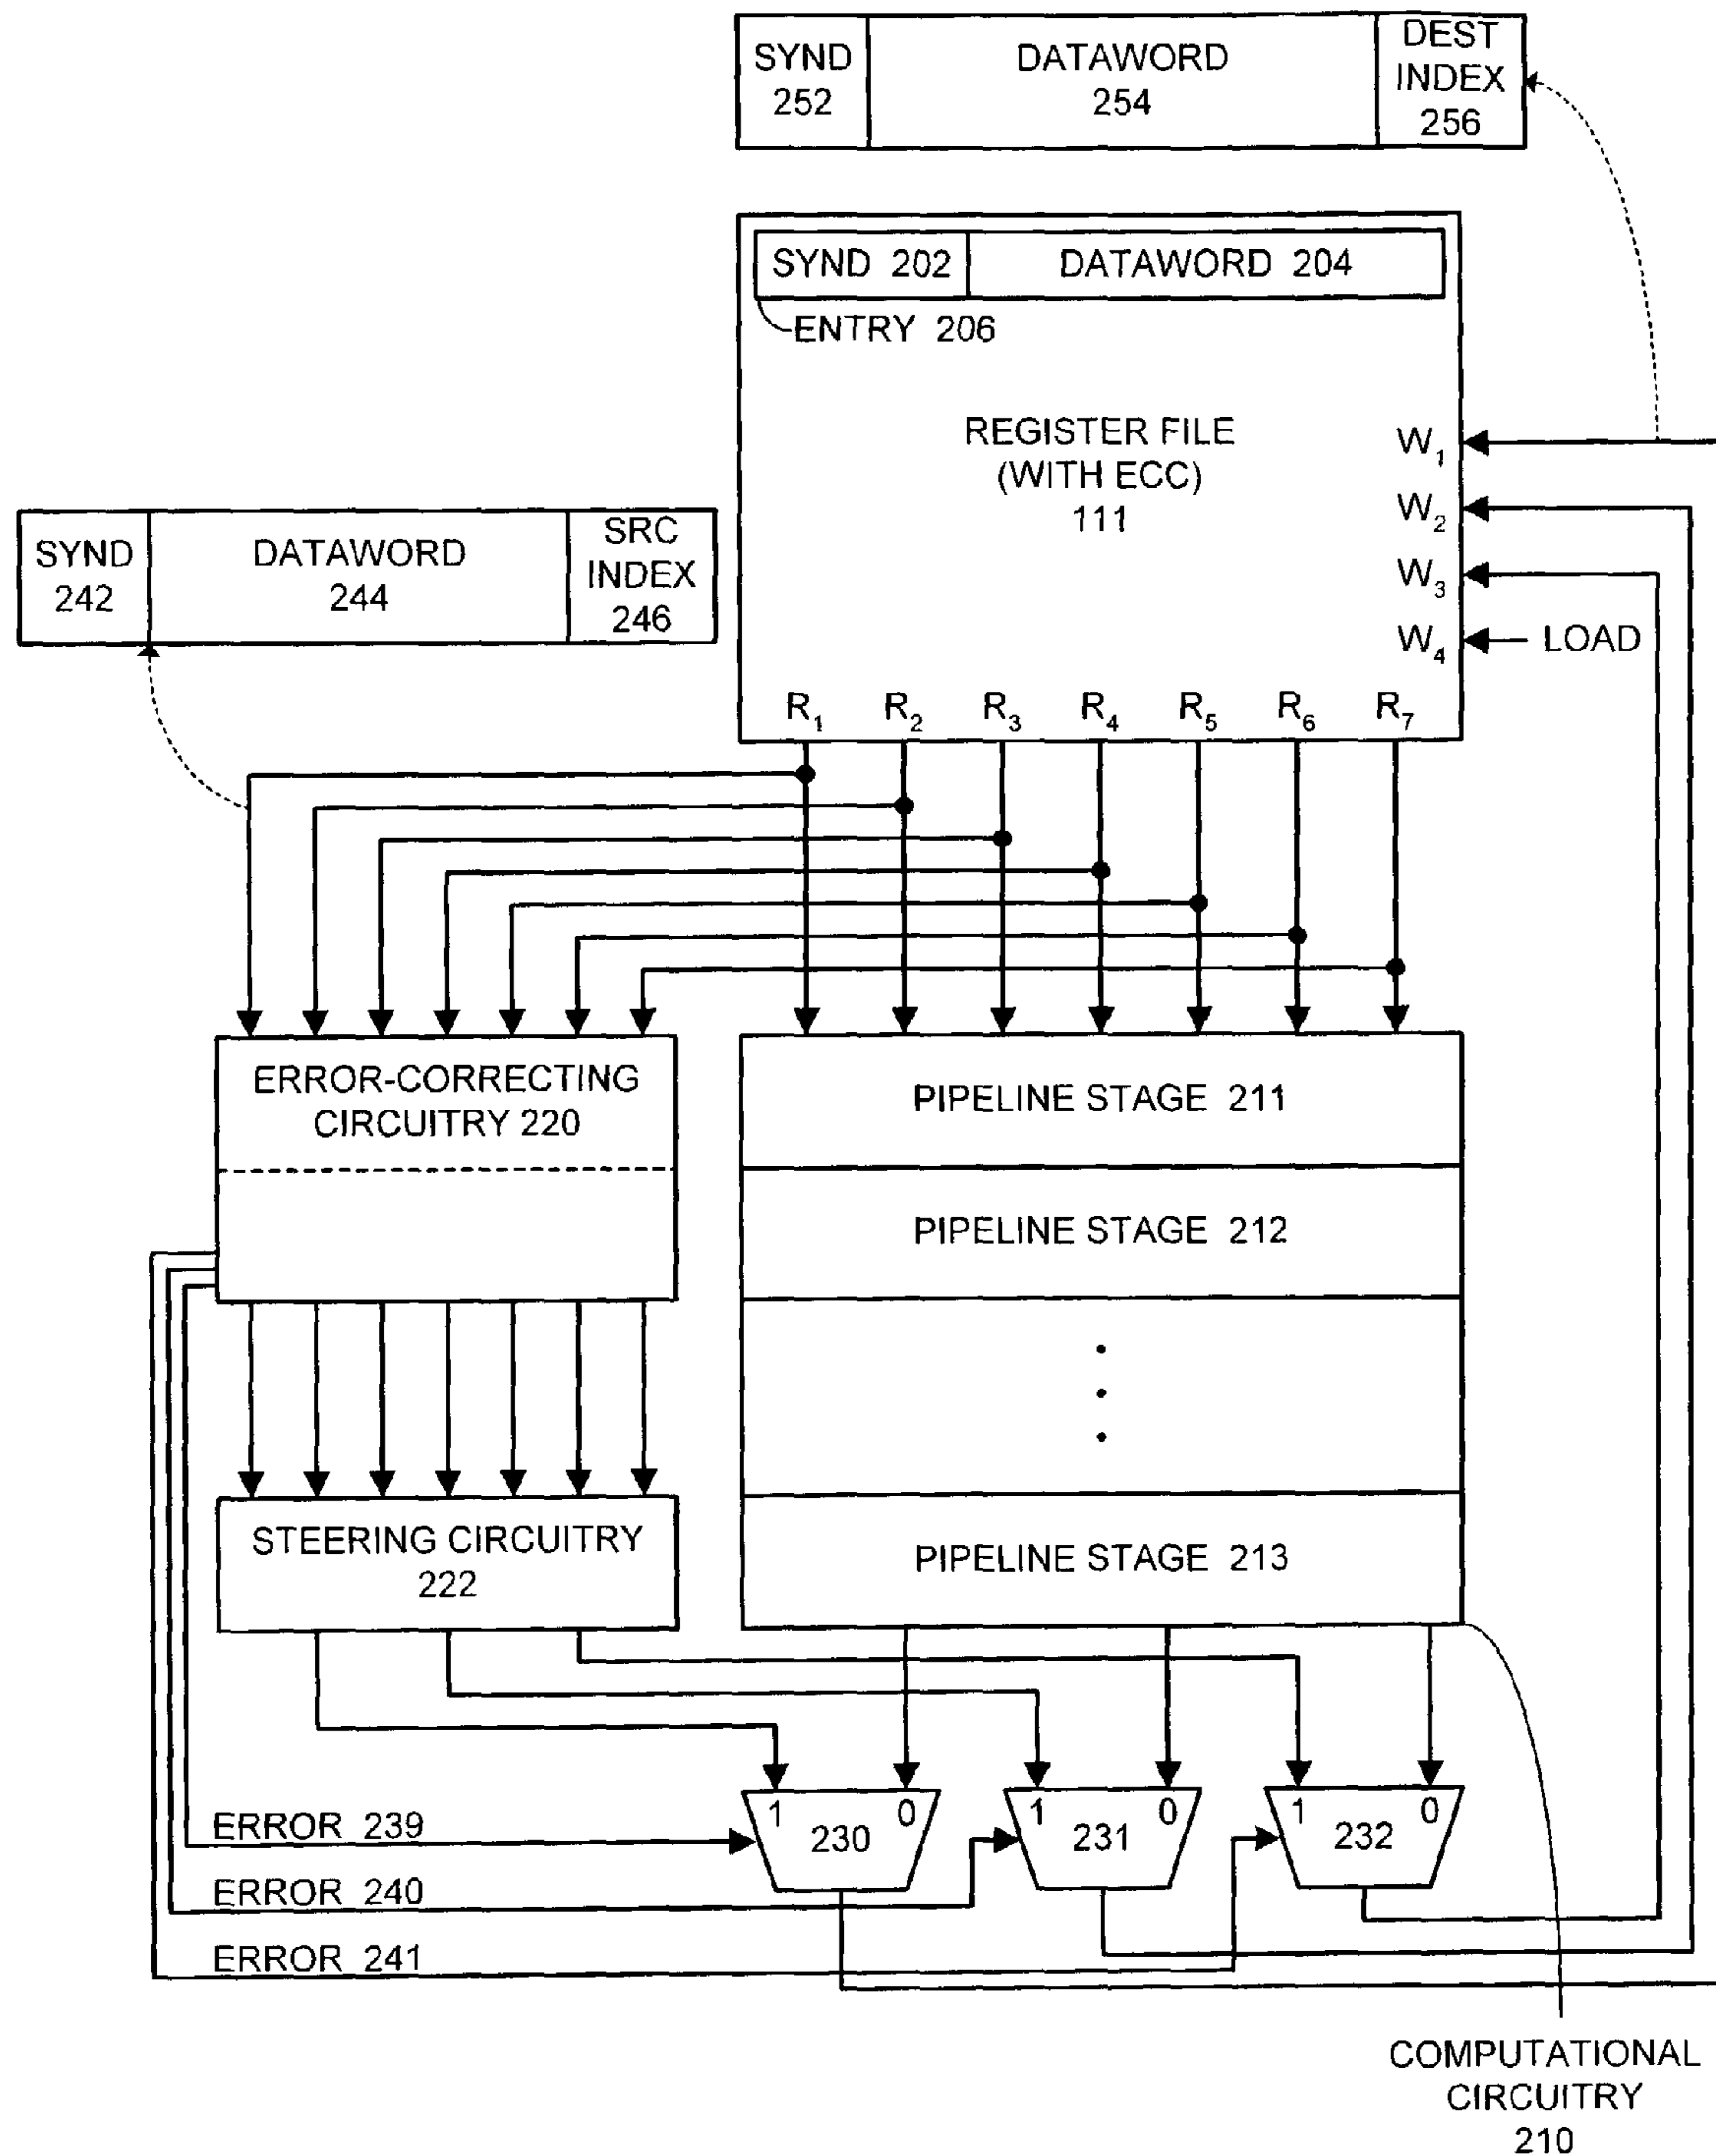 SYND
252
DATAWORD
254
DEST
INDEX
256
SYND 202
DATAWORD 204
ENTRY 206
REGISTER FILE
(WITH ECC)
111
W1
W2
W3
W4
LOAD
SYND
242
DATAWORD
244
SRC
INDEX
246
R1 R2 R3 R4 R5 R6 R7
ERROR-CORRECTING
CIRCUITRY 220
PIPELINE STAGE 211
PIPELINE STAGE 212
STEERING CIRCUITRY
222
PIPELINE STAGE 213
1 0
230
1 0
231
1 0
232
ERROR 239
ERROR 240
ERROR 241
COMPUTATIONAL
CIRCUITRY
210